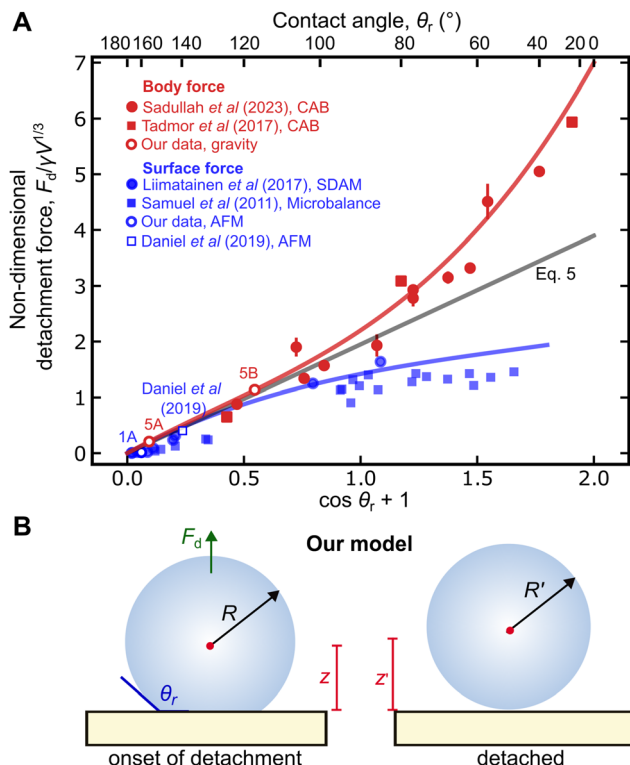 A
Contact angle, θr (°)
180 160 140 120 100 80 60 40 20 0
Non-dimensional
detachment force, Fd/γV1/3
7
6
5
4
3
2
1
0
Body force
Sadullah et al (2023), CAB
Tadmor et al (2017), CAB
Our data, gravity
Surface force
Liimatainen et al (2017), SDAM
Samuel et al (2011), Microbalance
Our data, AFM
Daniel et al (2019), AFM
Eq. 5
5B
Daniel et al
(2019)
5A
1A
0.0 0.5 1.0 1.5 2.0
cos θr + 1
B
Our model
Fd
R
R'
z
z'
θr
onset of detachment
detached